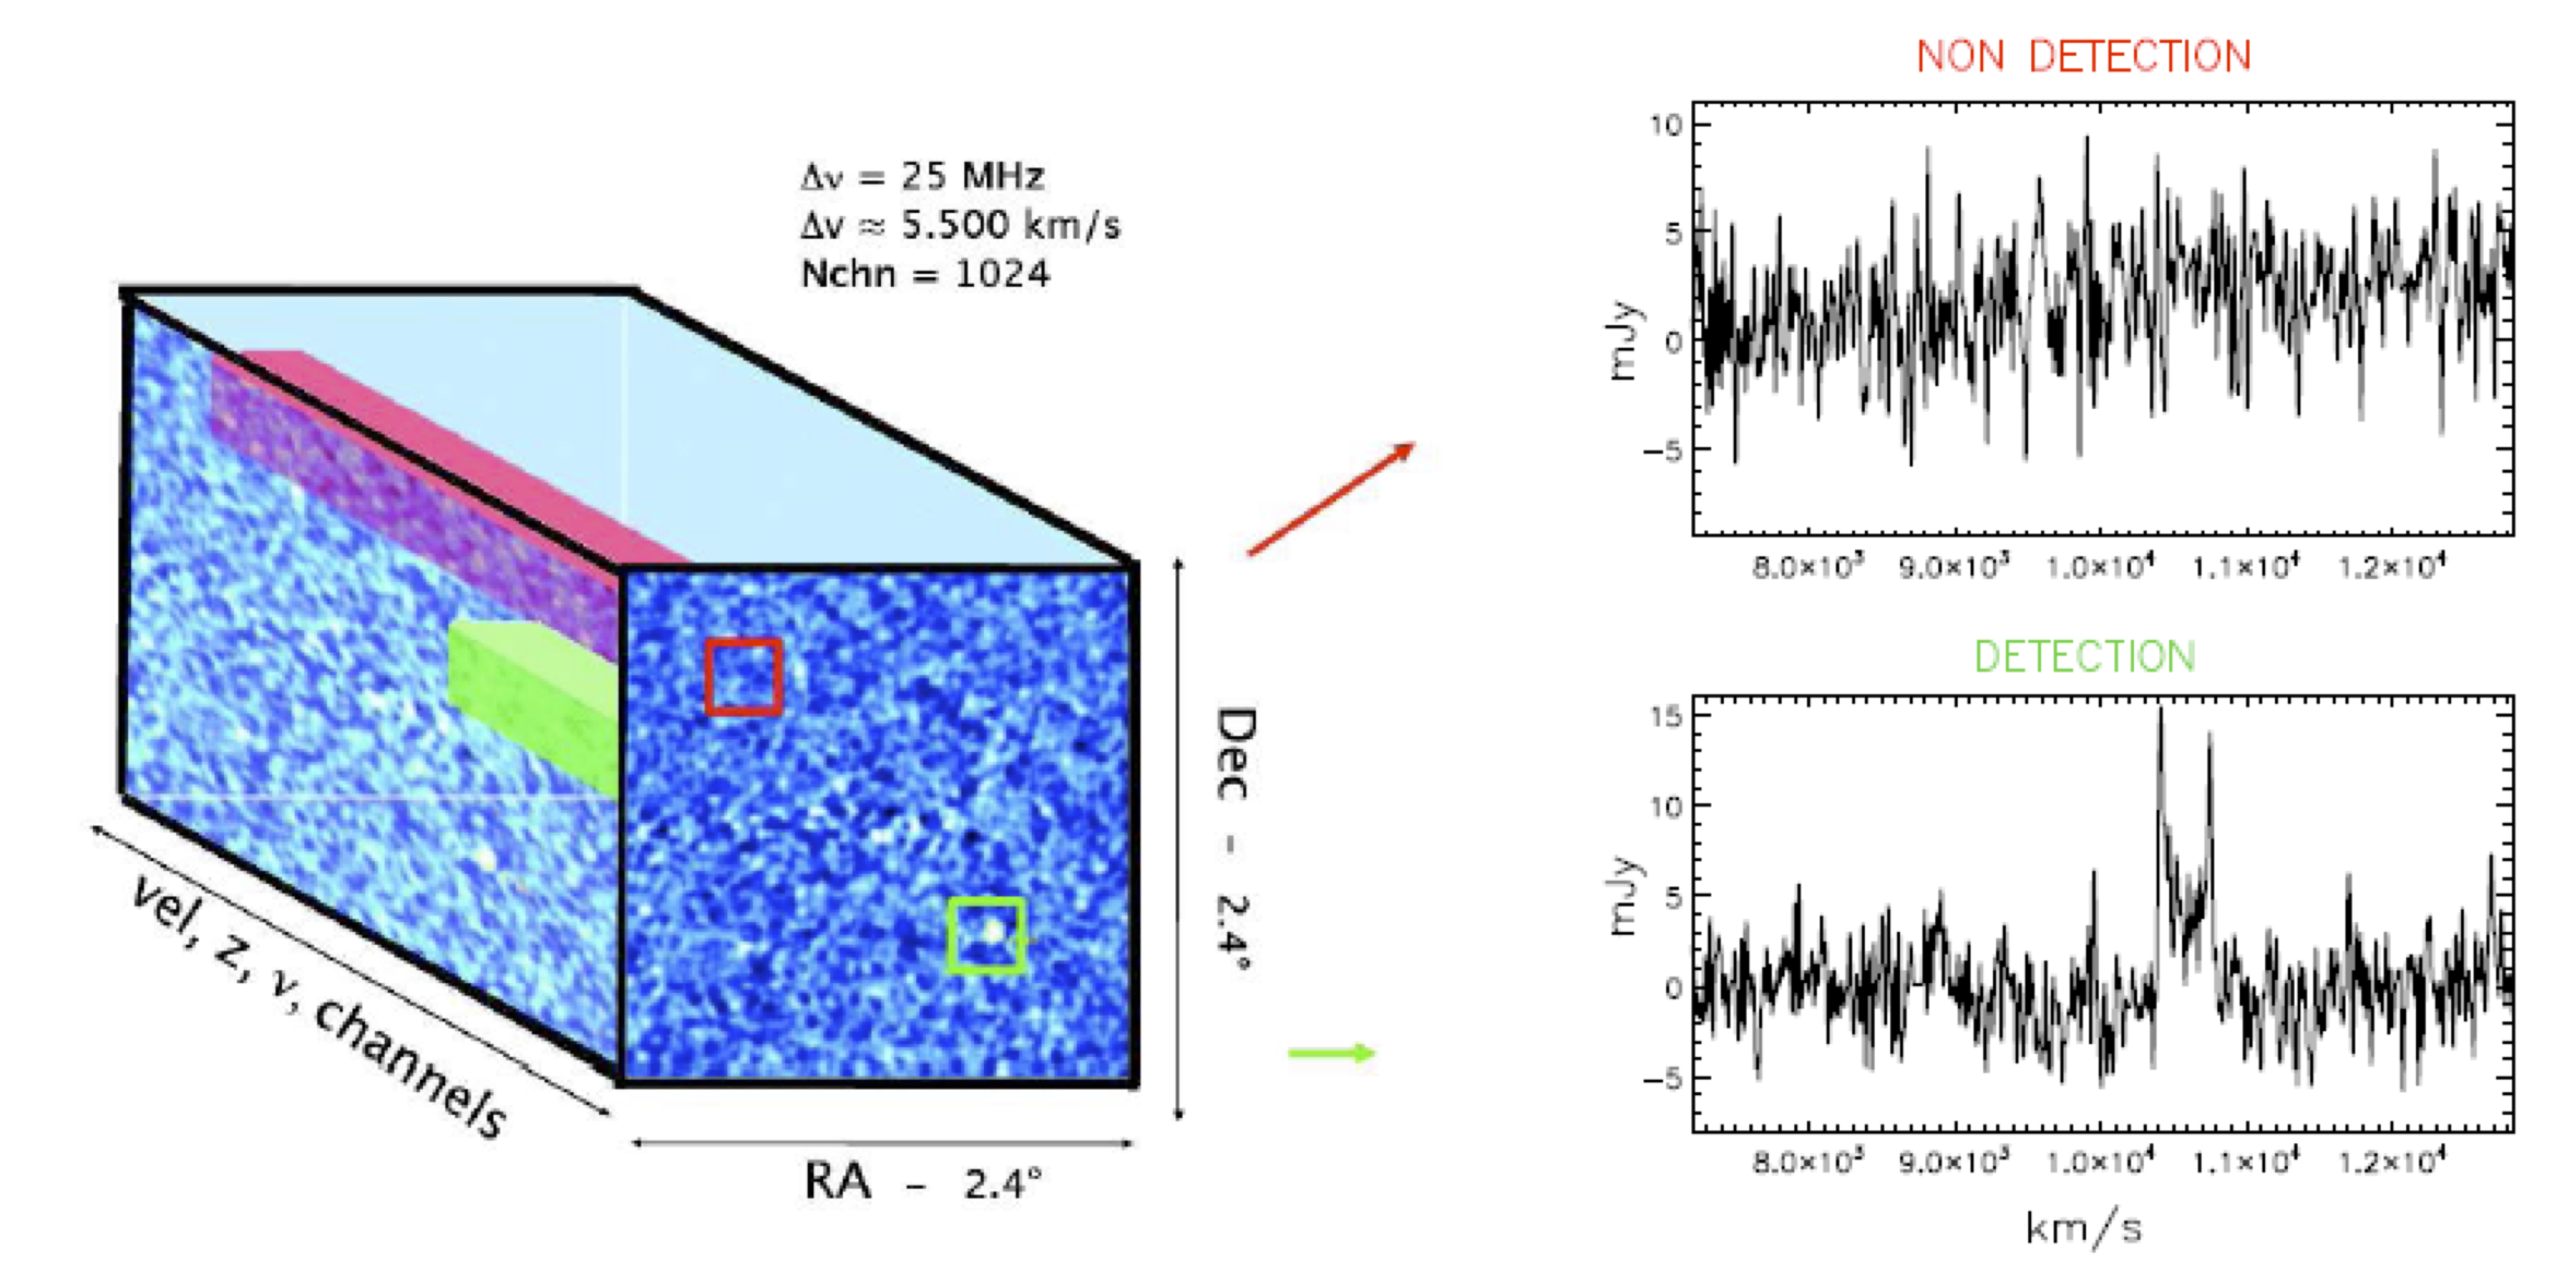 Δν = 25 MHz
Δv ≈ 5.500 km/s
Nchn = 1024
vel, z, ν, channels
RA - 2.4°
Dec - 2.4°
NON DETECTION
10
5
0
−5
mJy
8.0×10³ 9.0×10³ 1.0×10⁴ 1.1×10⁴ 1.2×10⁴
DETECTION
15
10
5
0
−5
mJy
8.0×10³ 9.0×10³ 1.0×10⁴ 1.1×10⁴ 1.2×10⁴
km/s